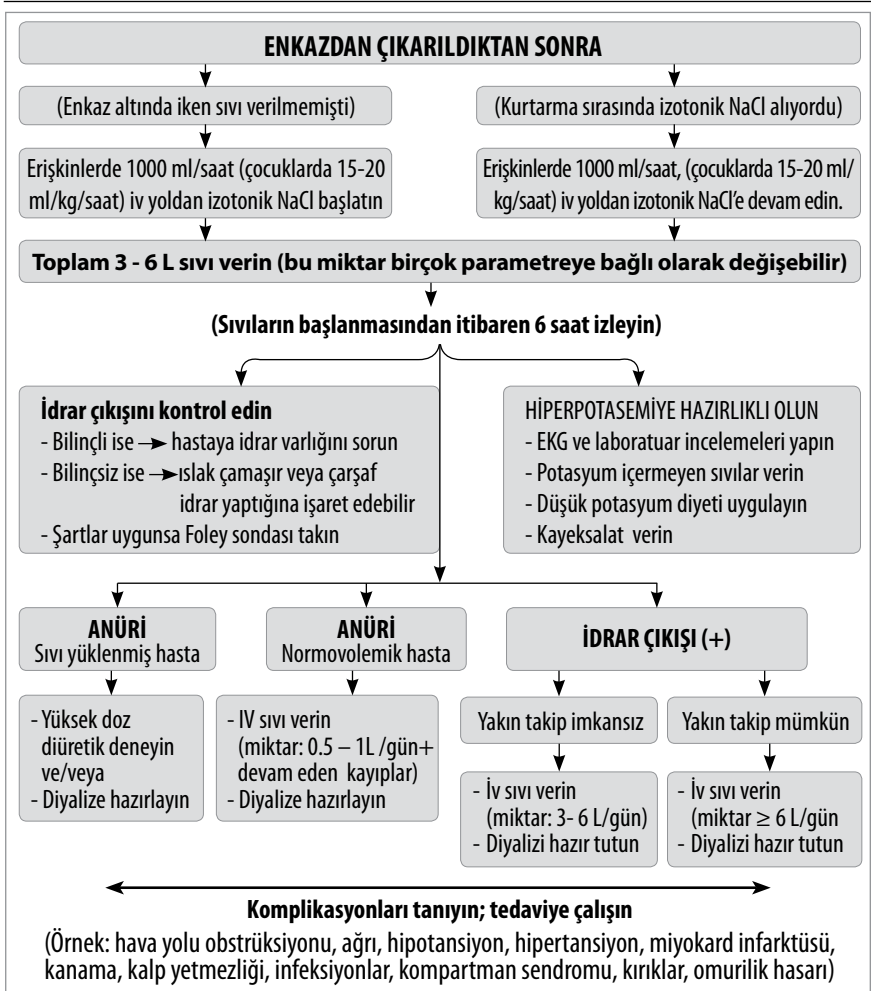 ENKAZDAN ÇIKARILDIKTAN SONRA
(Enkaz altında iken sıvı verilmemişti)
Erişkinlerde 1000 ml/saat (çocuklarda 15-20
ml/kg/saat) iv yoldan izotonik NaCl başlatın
(Kurtarma sırasında izotonik NaCl alıyordu)
Erişkinlerde 1000 ml/saat, (çocuklarda 15-20 ml/
kg/saat) iv yoldan izotonik NaCl'e devam edin.
Toplam 3 - 6 L sıvı verin (bu miktar birçok parametreye bağlı olarak değişebilir)
(Sıvıların başlanmasından itibaren 6 saat izleyin)
İdrar çıkışını kontrol edin
- Bilinçli ise → hastaya idrar varlığını sorun
- Bilinçsiz ise → ıslak çamaşır veya çarşaf
idrar yaptığına işaret edebilir
- Şartlar uygunsa Foley sondası takın
HİPERPOTASEMİYE HAZIRLIKLI OLUN
- EKG ve laboratuar incelemeleri yapın
- Potasyum içermeyen sıvılar verin
- Düşük potasyum diyeti uygulayın
- Kayeksalat verin
ANÜRİ
Sıvı yüklenmiş hasta
- Yüksek doz
diüretik deneyin
ve/veya
- Diyalize hazırlayın
ANÜRİ
Normovolemik hasta
- IV sıvı verin
(miktar: 0.5 – 1L /gün+
devam eden kayıplar)
- Diyalize hazırlayın
İDRAR ÇIKIŞI (+)
Yakın takip imkansız
- İv sıvı verin
(miktar: 3- 6 L/gün)
- Diyalizi hazır tutun
Yakın takip mümkün
- İv sıvı verin
(miktar ≥ 6 L/gün
- Diyalizi hazır tutun
Komplikasyonları tanıyın; tedaviye çalışın
(Örnek: hava yolu obstrüksiyonu, ağrı, hipotansiyon, hipertansiyon, miyokard infarktüsü,
kanama, kalp yetmezliği, infeksiyonlar, kompartman sendromu, kırıklar, omurilik hasarı)